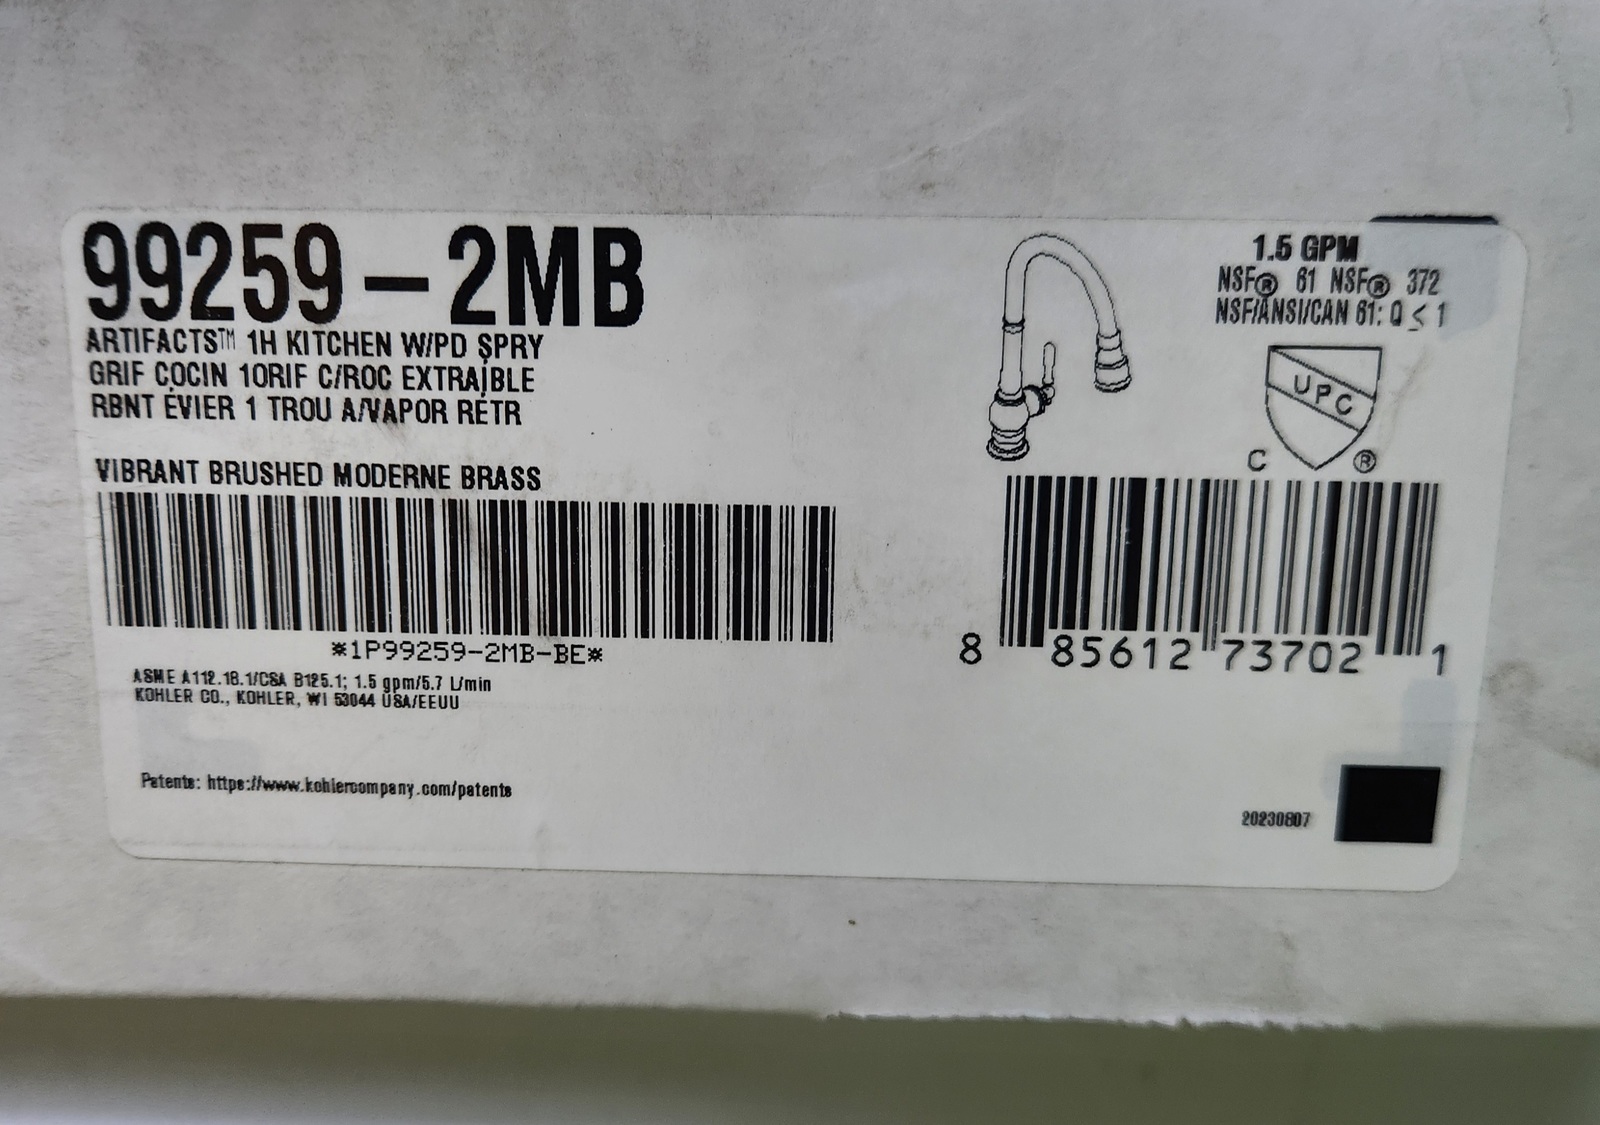 99259-2MB
ARTIFACTS™ 1H KITCHEN W/PD SPRY
GRIF COCIN 1ORIF C/ROC EXTRAÍBLE
RBNT ÉVIER 1 TROU A/VAPOR RÉTR
VIBRANT BRUSHED MODERNE BRASS
*1P99259-2MB-BE*
ASME A112.18.1/CSA B125.1; 1.5 gpm/5.7 L/min
KOHLER CO., KOHLER, WI 53044 USA/EEUU
Patents: https://www.kohlercompany.com/patents
1.5 GPM
NSF® 61 NSF® 372
NSF/ANSI/CAN 61: Q ≤ 1
UPC
C ®
8 85612 73702 1
20230807